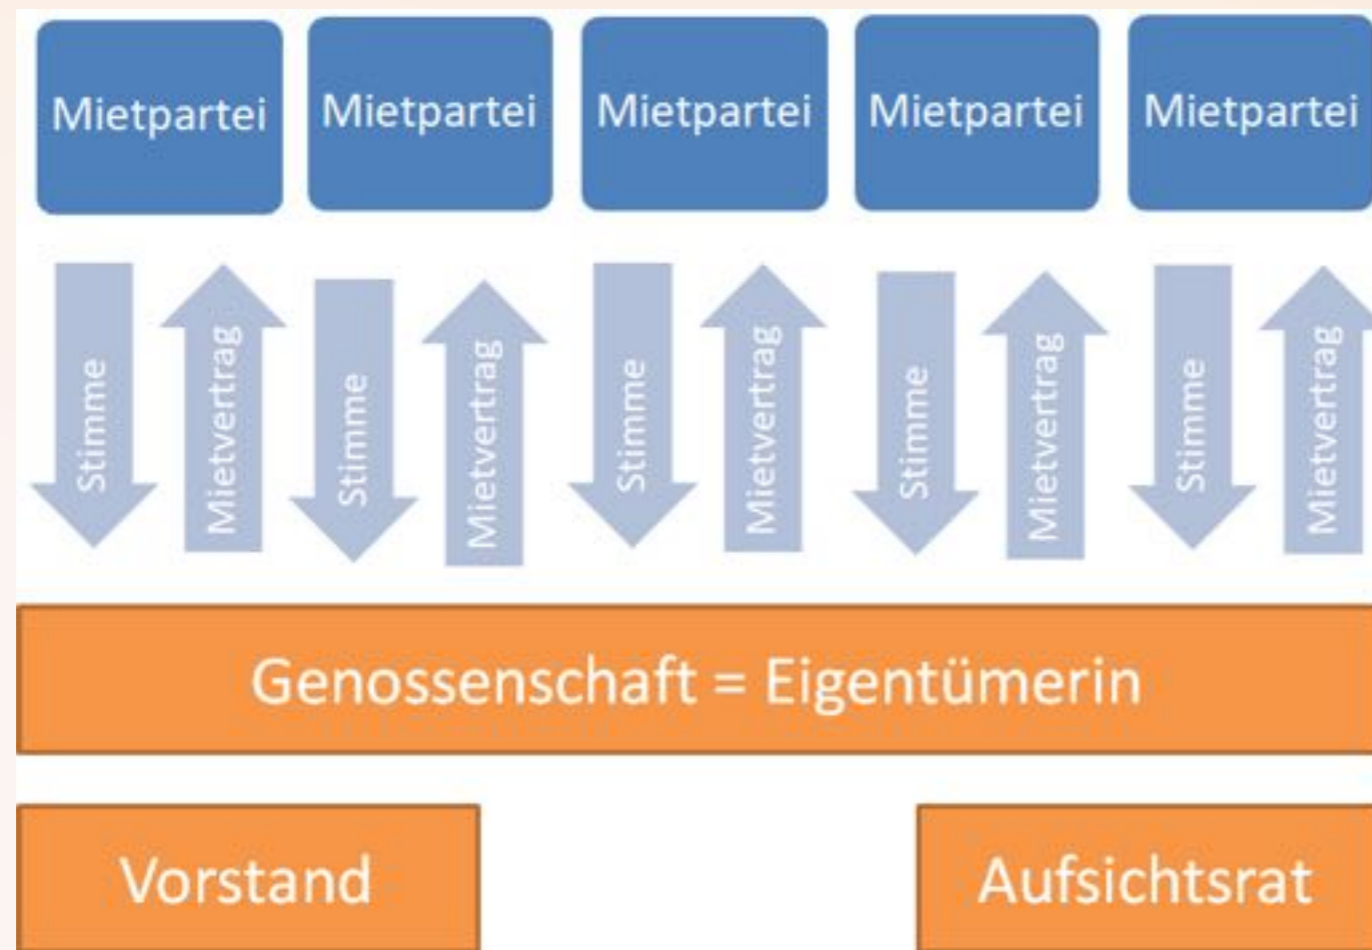 Mietpartei Mietpartei Mietpartei Mietpartei Mietpartei
Stimme Mietvertrag Stimme Mietvertrag Stimme Mietvertrag Stimme Mietvertrag Stimme Mietvertrag
Genossenschaft = Eigentümerin
Vorstand Aufsichtsrat